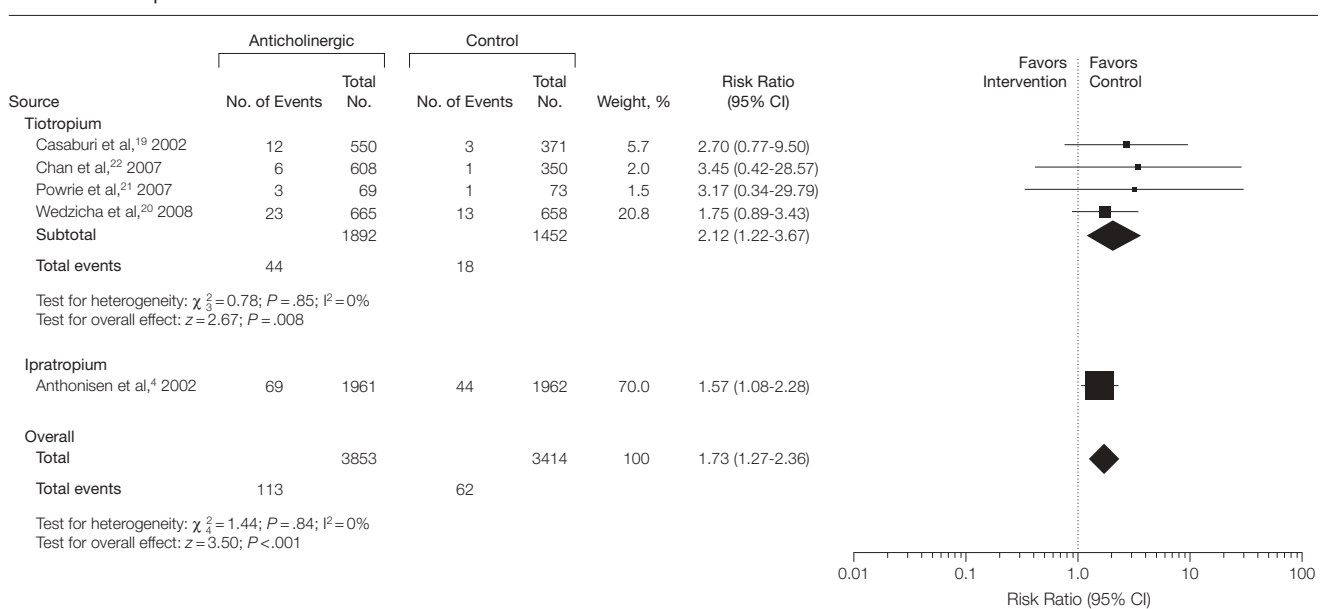 Anticholinergic Control
Favors Intervention Favors Control
Source No. of Events Total No. No. of Events Total No. Weight, % Risk Ratio (95% CI)
Tiotropium
Casaburi et al,19 2002 12 550 3 371 5.7 2.70 (0.77-9.50)
Chan et al,22 2007 6 608 1 350 2.0 3.45 (0.42-28.57)
Powrie et al,21 2007 3 69 1 73 1.5 3.17 (0.34-29.79)
Wedzicha et al,20 2008 23 665 13 658 20.8 1.75 (0.89-3.43)
Subtotal 1892 1452 2.12 (1.22-3.67)
Total events 44 18
Test for heterogeneity: χ²₃=0.78; P=.85; I²=0%
Test for overall effect: z=2.67; P=.008
Ipratropium
Anthonisen et al,4 2002 69 1961 44 1962 70.0 1.57 (1.08-2.28)
Overall
Total 3853 3414 100 1.73 (1.27-2.36)
Total events 113 62
Test for heterogeneity: χ²₄=1.44; P=.84; I²=0%
Test for overall effect: z=3.50; P<.001
0.01 0.1 1.0 10 100
Risk Ratio (95% CI)